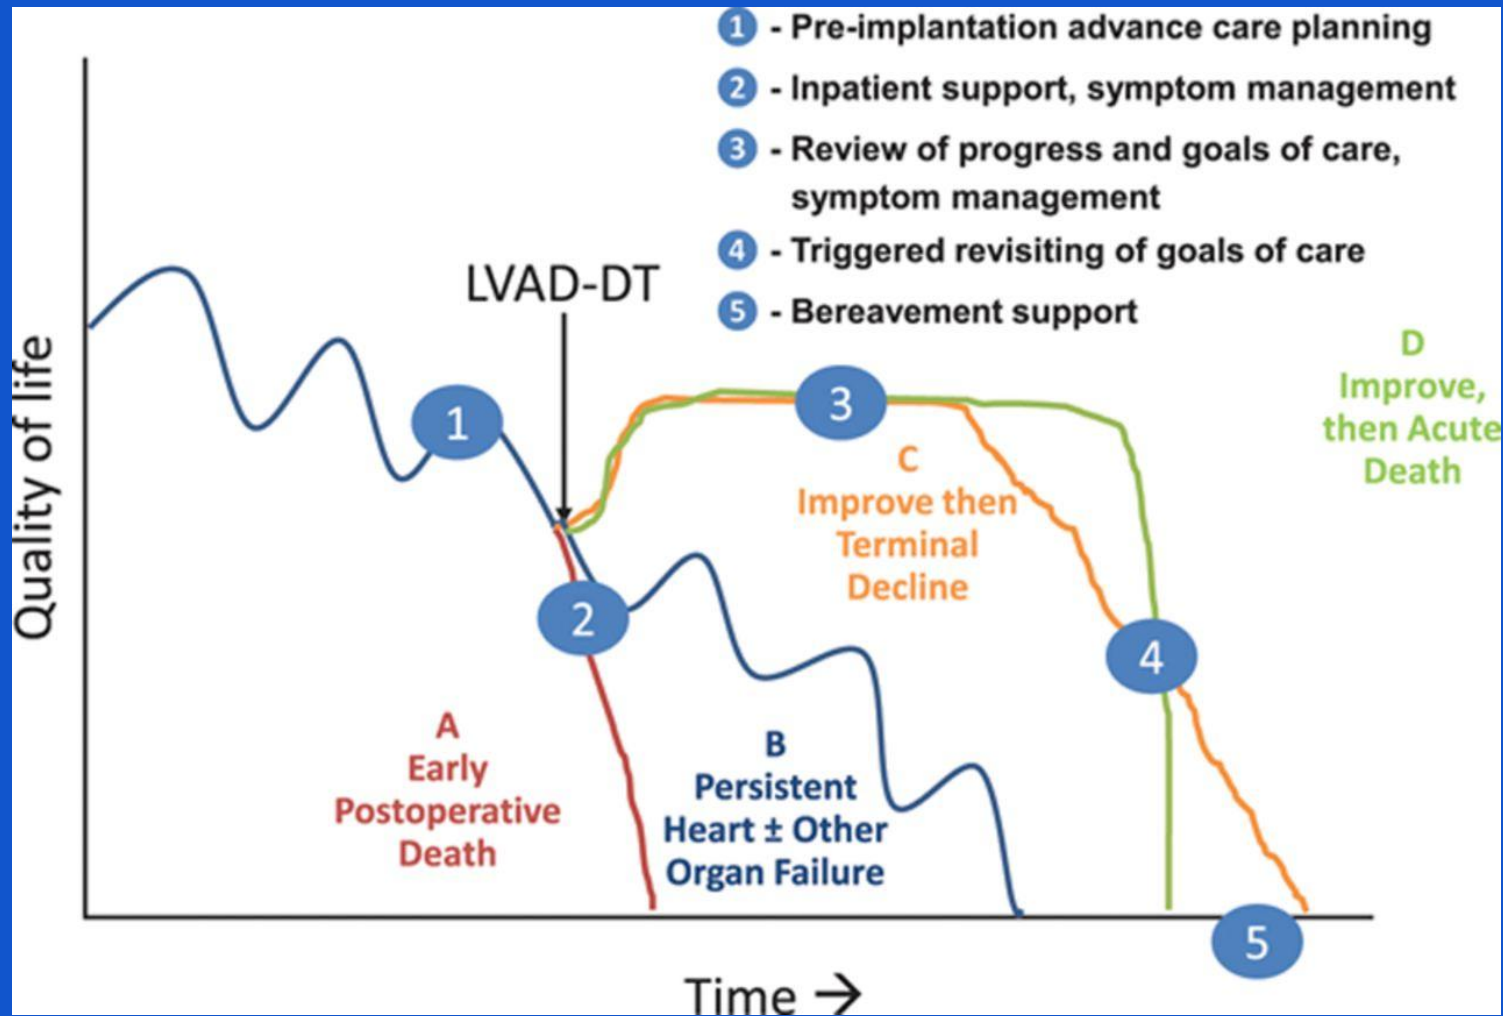 1 - Pre-implantation advance care planning
2 - Inpatient support, symptom management
3 - Review of progress and goals of care,
symptom management
4 - Triggered revisiting of goals of care
5 - Bereavement support
LVAD-DT
Quality of life
1
2
3
4
5
A
Early
Postoperative
Death
B
Persistent
Heart ± Other
Organ Failure
C
Improve then
Terminal
Decline
D
Improve,
then Acute
Death
Time →